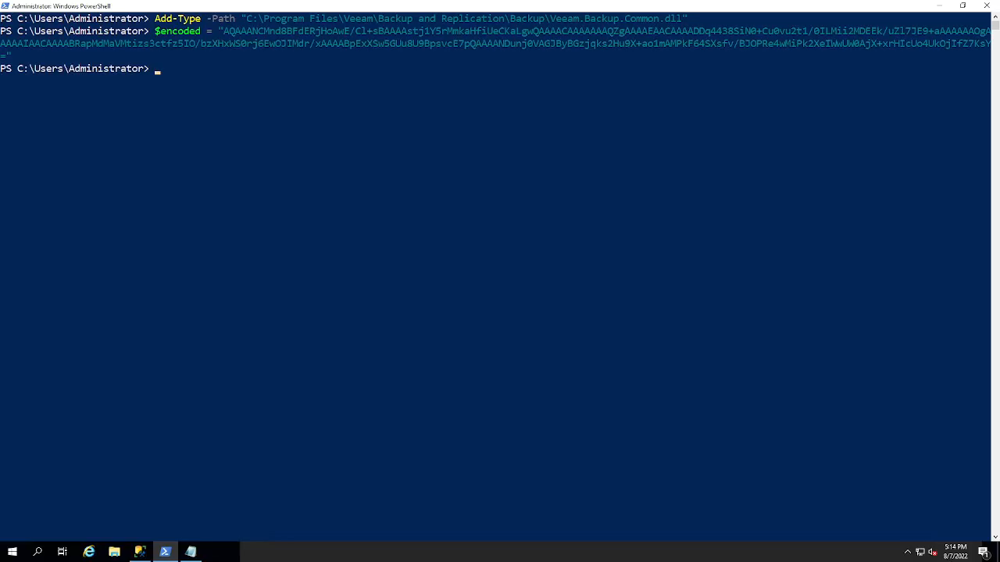 Administrator: Windows PowerShell
PS C:\Users\Administrator> Add-Type -Path "C:\Program Files\Veeam\Backup and Replication\Backup\Veeam.Backup.Common.dll"
PS C:\Users\Administrator> $encoded = "AQAAANCMnd8BFdERjHoAwE/Cl+sBAAAAstj1Y5rMmkaHfiUeCKaLgwQAAAACAAAAAAAQZgAAAAEAACAAAADDq4438SiN0+Cu0vu2t1/0ILMii2MDEEk/uZl7JE9+aAAAAAAOgA
AAAAIAACAAAABRapMdMaVMtizs3ctfz5IO/bzXHxWS0rj6EwOJIMdr/xAAAABpExXSw5GUu8U9BpsvcE7pQAAAANDunj0VAGJByBGzjqks2Hu9X+ao1mAMPkF64SXsfv/BJOPRe4wMiPk2XeIWwUW0AjX+xrHIcUo4UkOjIfZ7KsY
="
PS C:\Users\Administrator>
5:14 PM
8/7/2022